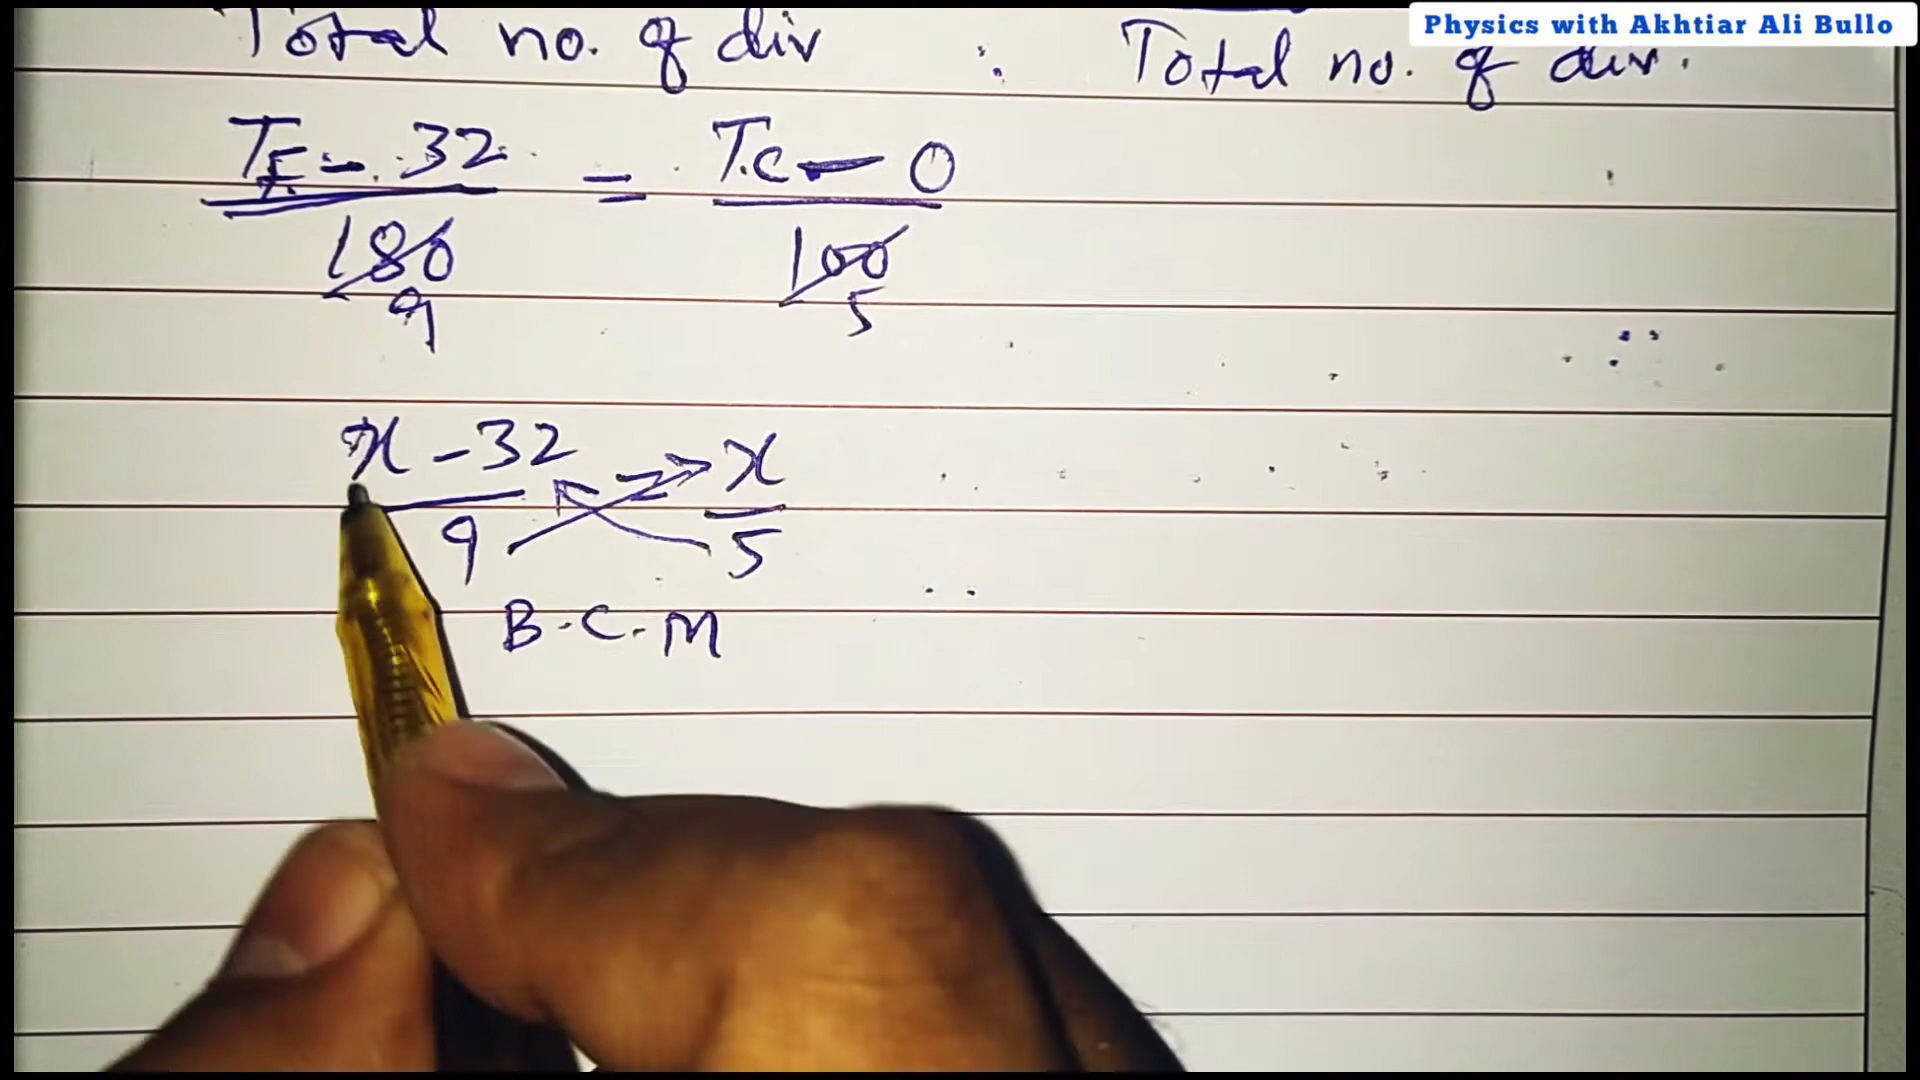 Physics with Akhtiar Ali Bullo
Total no. of div : Total no. of div.
TF - 32 = T.C - 0
180 100
9 5
x - 32 x
9 5
B.C.M